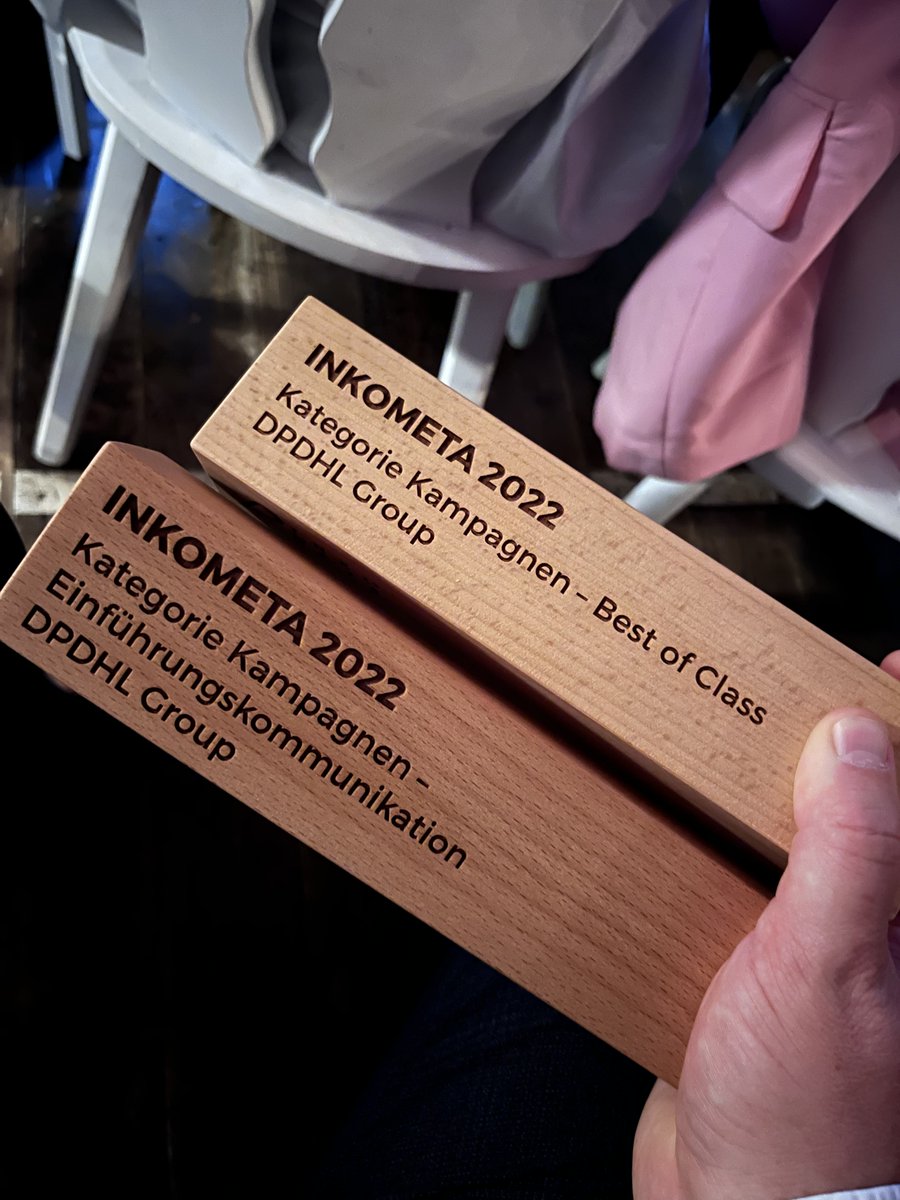 INKOMETA 2022
Kategorie Kampagnen – Best of Class
DPDHL Group
INKOMETA 2022
Kategorie Kampagnen –
Einführungskommunikation
DPDHL Group